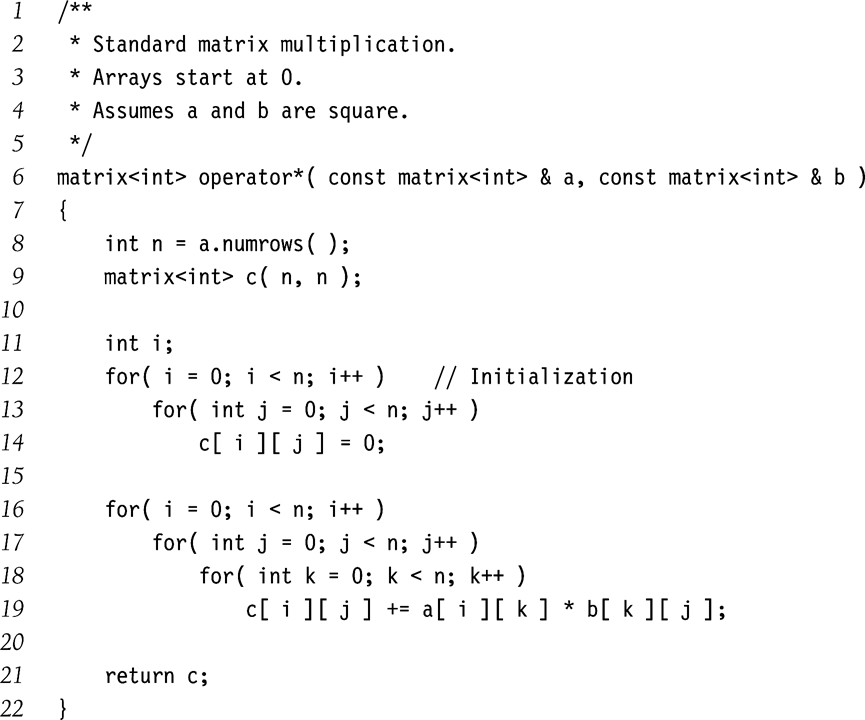 1 /**
2  * Standard matrix multiplication.
3  * Arrays start at 0.
4  * Assumes a and b are square.
5  */
6 matrix<int> operator*( const matrix<int> & a, const matrix<int> & b )
7 {
8     int n = a.numrows( );
9     matrix<int> c( n, n );
10
11     int i;
12     for( i = 0; i < n; i++ )    // Initialization
13         for( int j = 0; j < n; j++ )
14             c[ i ][ j ] = 0;
15
16     for( i = 0; i < n; i++ )
17         for( int j = 0; j < n; j++ )
18             for( int k = 0; k < n; k++ )
19                 c[ i ][ j ] += a[ i ][ k ] * b[ k ][ j ];
20
21     return c;
22 }